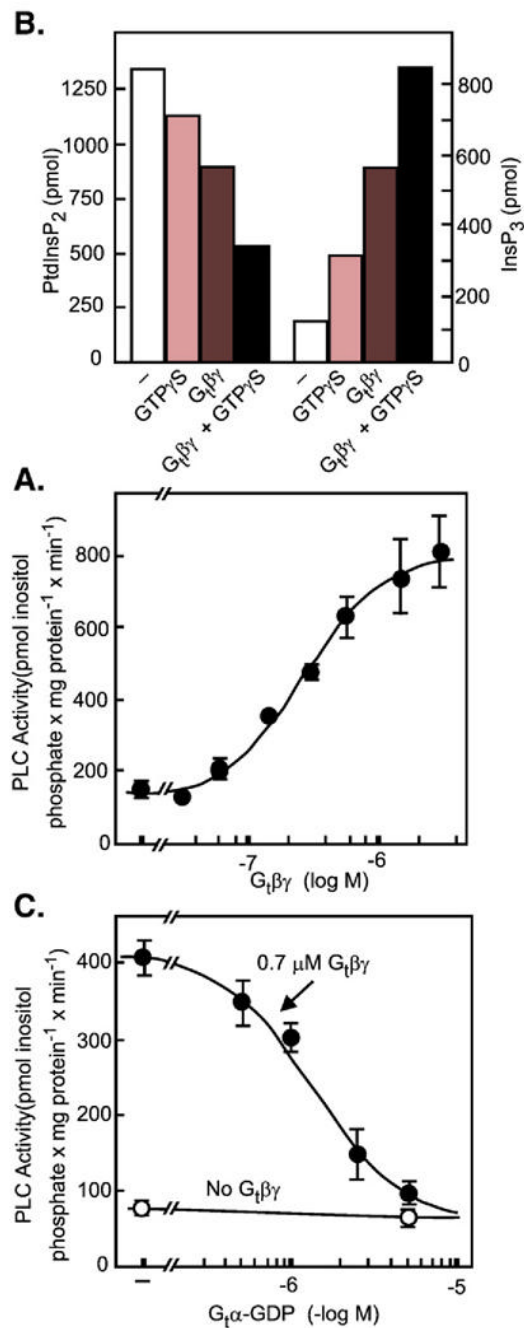 B.
PtdInsP2 (pmol)
1250
1000
750
500
250
0
InsP3 (pmol)
800
600
400
200
0
–
GTPγS
Gtβγ
Gtβγ + GTPγS
–
GTPγS
Gtβγ
Gtβγ + GTPγS
A.
PLC Activity(pmol inositol
phosphate x mg protein-1 x min-1)
800
600
400
200
0
-7
-6
Gtβγ (log M)
C.
PLC Activity(pmol inositol
phosphate x mg protein-1 x min-1)
400
300
200
100
0
0.7 μM Gtβγ
No Gtβγ
–
-6
-5
Gtα-GDP (-log M)